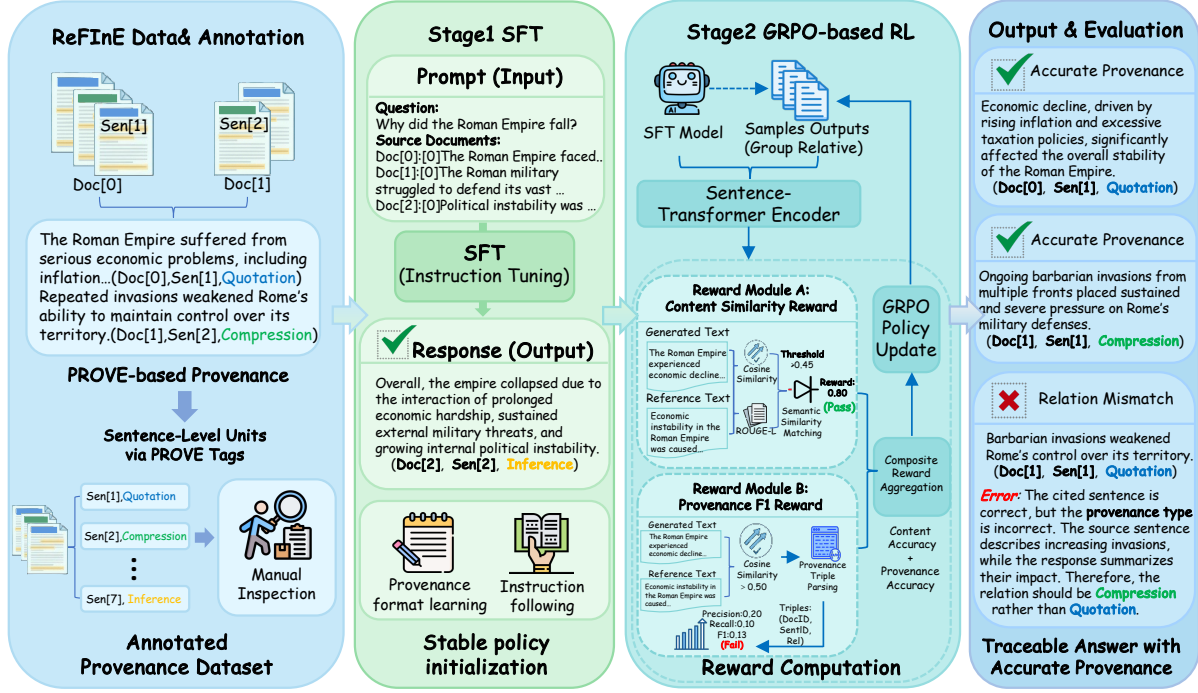 ReFInE Data& Annotation
Sen[1]
Sen[2]
Doc[0]
Doc[1]
The Roman Empire suffered from
serious economic problems, including
inflation...(Doc[0],Sen[1],Quotation)
Repeated invasions weakened Rome's
ability to maintain control over its
territory.(Doc[1],Sen[2],Compression)
PROVE-based Provenance
Sentence-Level Units
via PROVE Tags
Sen[1],Quotation
Sen[2],Compression
Sen[7], Inference
Manual
Inspection
Annotated
Provenance Dataset
Stage1 SFT
Prompt (Input)
Question:
Why did the Roman Empire fall?
Source Documents:
Doc[0]:[0]The Roman Empire faced..
Doc[1]:[0]The Roman military
struggled to defend its vast ...
Doc[2]:[0]Political instability was ...
SFT
(Instruction Tuning)
Response (Output)
Overall, the empire collapsed due to
the interaction of prolonged
economic hardship, sustained
external military threats, and
growing internal political instability.
(Doc[2], Sen[2], Inference)
Provenance
format learning
Instruction
following
Stable policy
initialization
Stage2 GRPO-based RL
AI
SFT Model
Samples Outputs
(Group Relative)
Sentence-
Transformer Encoder
Reward Module A:
Content Similarity Reward
Generated Text
The Roman Empire
experienced
economic decline...
Reference Text
Economic
instability in the
Roman Empire
was caused...
Cosine
Similarity
ROUGE-L
Threshold
>0.45
Semantic
Similarity
Matching
Reward:
0.80
(Pass)
Reward Module B:
Provenance F1 Reward
Generated Text
The Roman Empire
experienced
economic decline...
Reference Text
Economic instability in
the Roman Empire was
caused...
Cosine
Similarity
> 0.50
Provenance
Triple
Parsing
Precision:0.20
Recall:0.10
F1:0.13
(Fail)
Triples:
(DocID,
SentID,
Rel)
GRPO
Policy
Update
Composite
Reward
Aggregation
Content
Accuracy
+
Provenance
Accuracy
Reward Computation
Output & Evaluation
Accurate Provenance
Economic decline, driven by
rising inflation and excessive
taxation policies, significantly
affected the overall stability
of the Roman Empire.
(Doc[0], Sen[1], Quotation)
Accurate Provenance
Ongoing barbarian invasions from
multiple fronts placed sustained
and severe pressure on Rome's
military defenses.
(Doc[1], Sen[1], Compression)
Relation Mismatch
Barbarian invasions weakened
Rome's control over its territory.
(Doc[1], Sen[1], Quotation)
Error: The cited sentence is
correct, but the provenance type
is incorrect. The source sentence
describes increasing invasions,
while the response summarizes
their impact. Therefore, the
relation should be Compression
rather than Quotation.
Traceable Answer with
Accurate Provenance